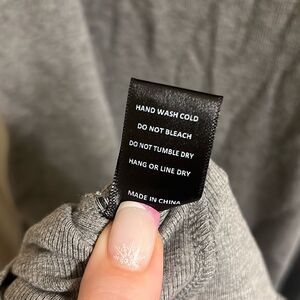 HAND WASH COLD
DO NOT BLEACH
DO NOT TUMBLE DRY
HANG OR LINE DRY
MADE IN CHINA